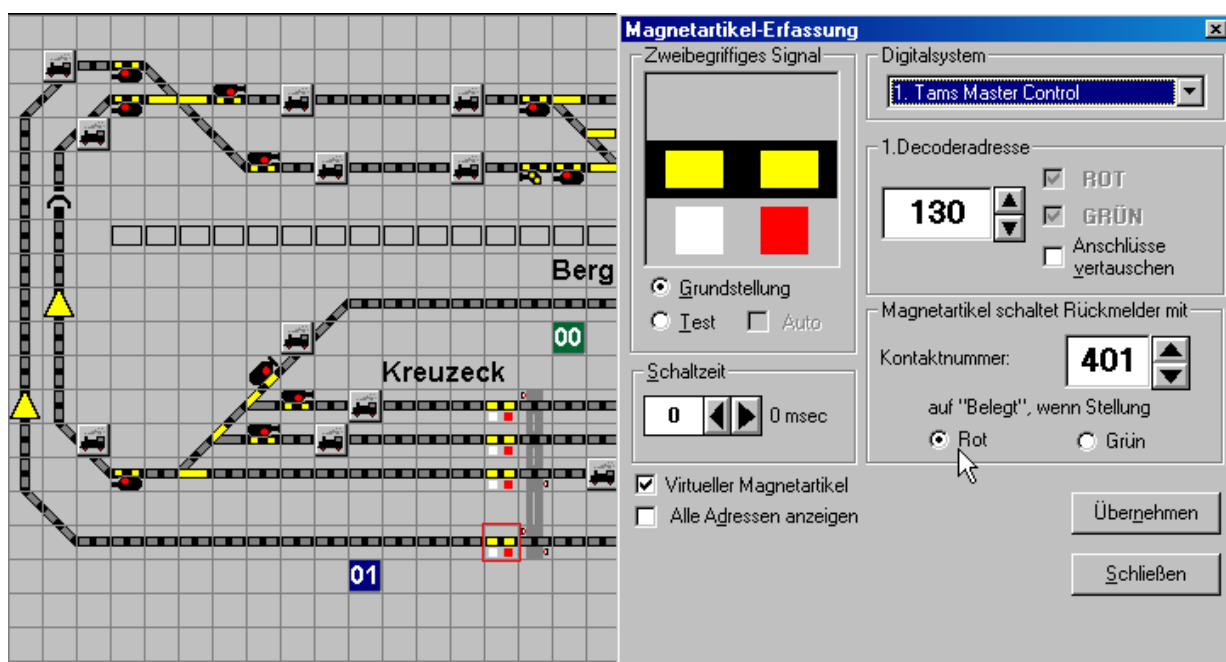 Berg
00
Kreuzeck
01
Magnetartikel-Erfassung
Zweibegriffiges Signal
Grundstellung
Test
Auto
Schaltzeit
0
0 msec
Virtueller Magnetartikel
Alle Adressen anzeigen
Digitalsystem
1. Tams Master Control
1.Decoderadresse
130
ROT
GRÜN
Anschlüsse
vertauschen
Magnetartikel schaltet Rückmelder mit
Kontaktnummer:
401
auf "Belegt", wenn Stellung
Rot
Grün
Übernehmen
Schließen